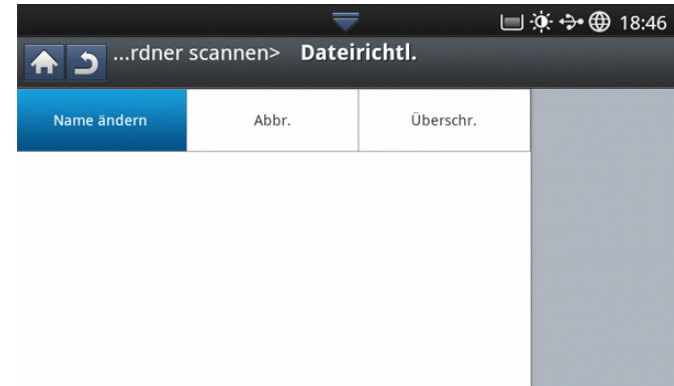 18:46
...rdner scannen> Dateirichtl.
Name ändern Abbr. Überschr.